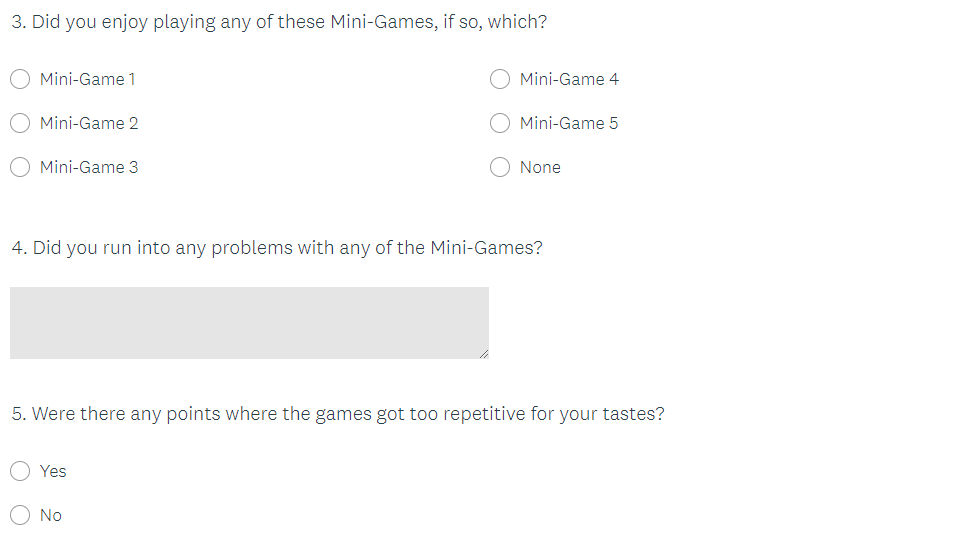 3. Did you enjoy playing any of these Mini-Games, if so, which?
Mini-Game 1
Mini-Game 2
Mini-Game 3
Mini-Game 4
Mini-Game 5
None
4. Did you run into any problems with any of the Mini-Games?
5. Were there any points where the games got too repetitive for your tastes?
Yes
No